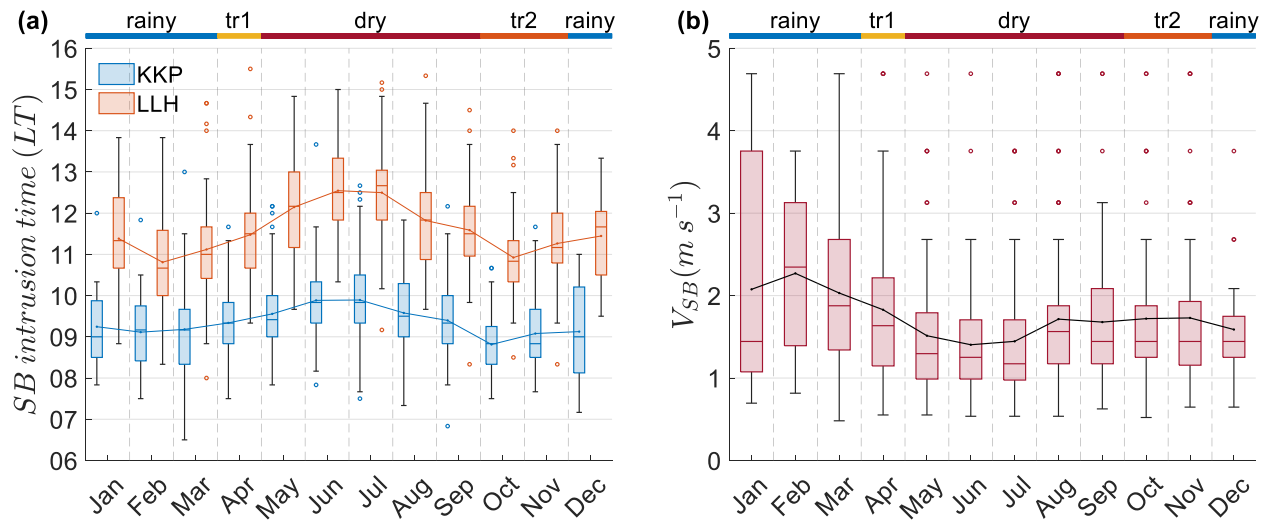 (a)
rainy tr1 dry tr2 rainy
SB intrusion time (LT)
16
15
14
13
12
11
10
09
08
07
06
KKP
LLH
Jan Feb Mar Apr May Jun Jul Aug Sep Oct Nov Dec
(b)
rainy tr1 dry tr2 rainy
V_SB (m s⁻¹)
5
4
3
2
1
0
Jan Feb Mar Apr May Jun Jul Aug Sep Oct Nov Dec